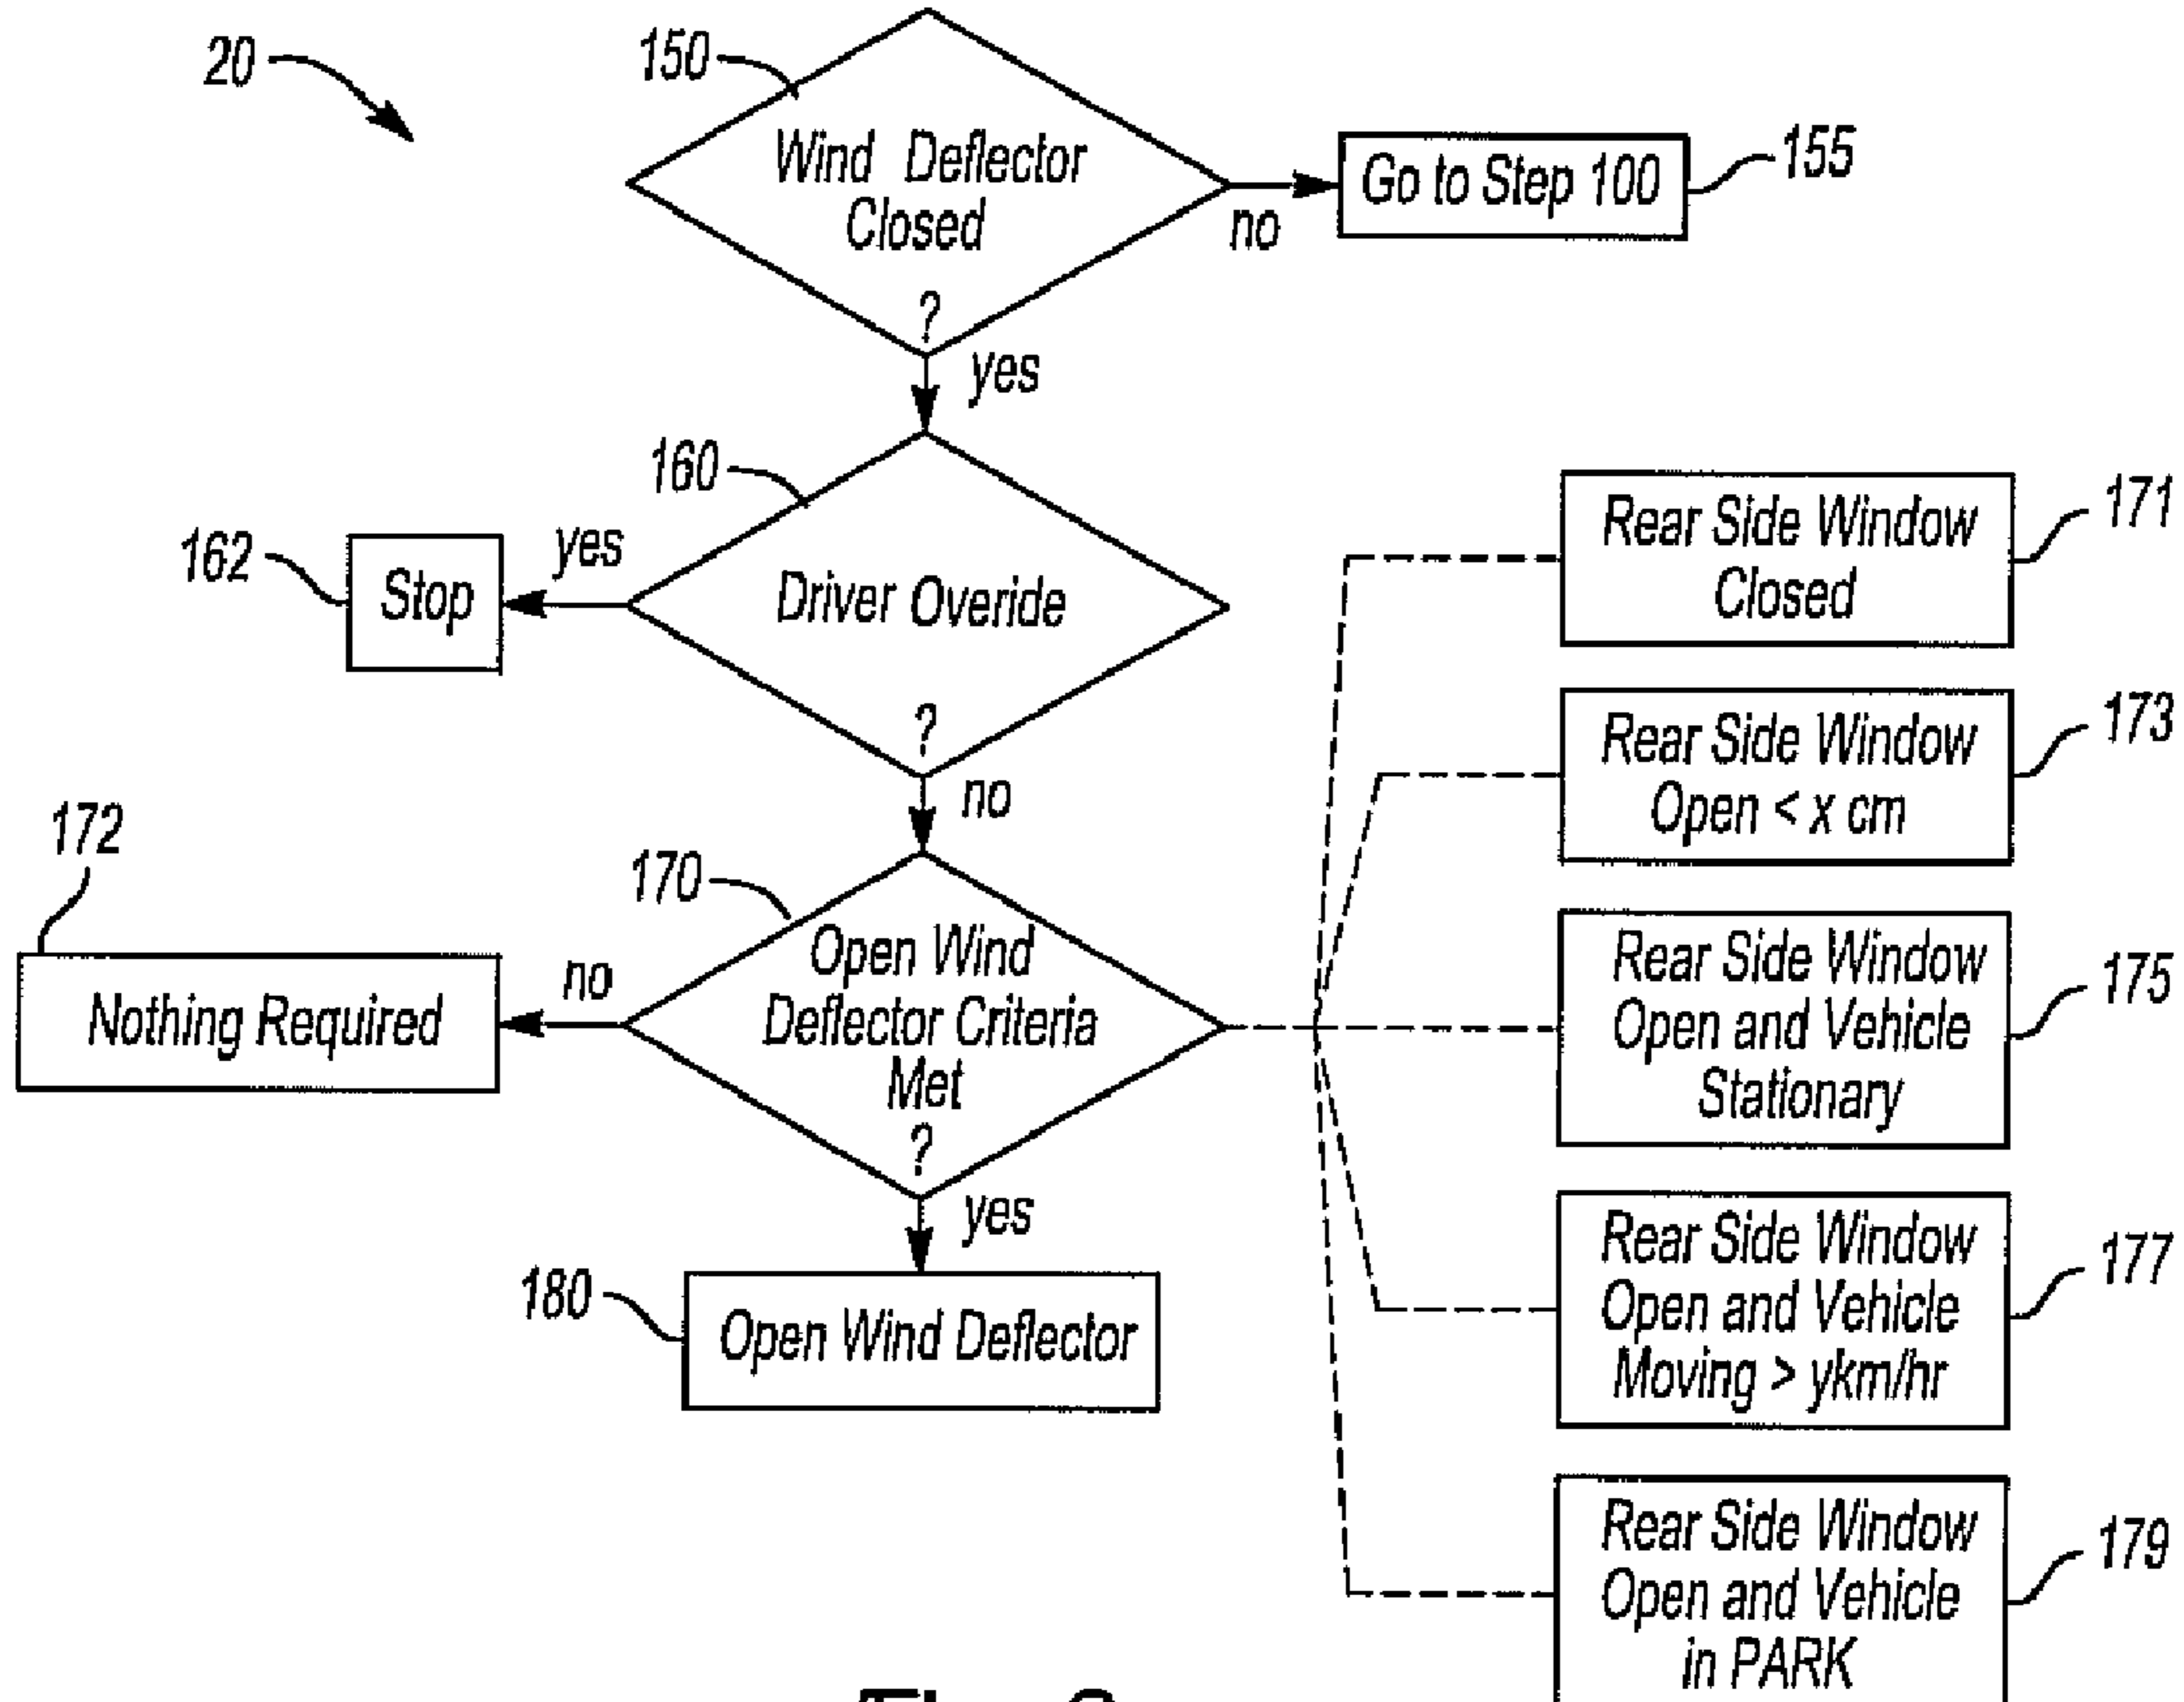 20
150
Wind Deflector
Closed
?
no
Go to Step 100
155
yes
160
Driver Overide
?
yes
Stop
162
no
170
Open Wind
Deflector Criteria
Met
?
no
Nothing Required
172
yes
180
Open Wind Deflector
Rear Side Window
Closed
171
Rear Side Window
Open < x cm
173
Rear Side Window
Open and Vehicle
Stationary
175
Rear Side Window
Open and Vehicle
Moving > ykm/hr
177
Rear Side Window
Open and Vehicle
in PARK
179